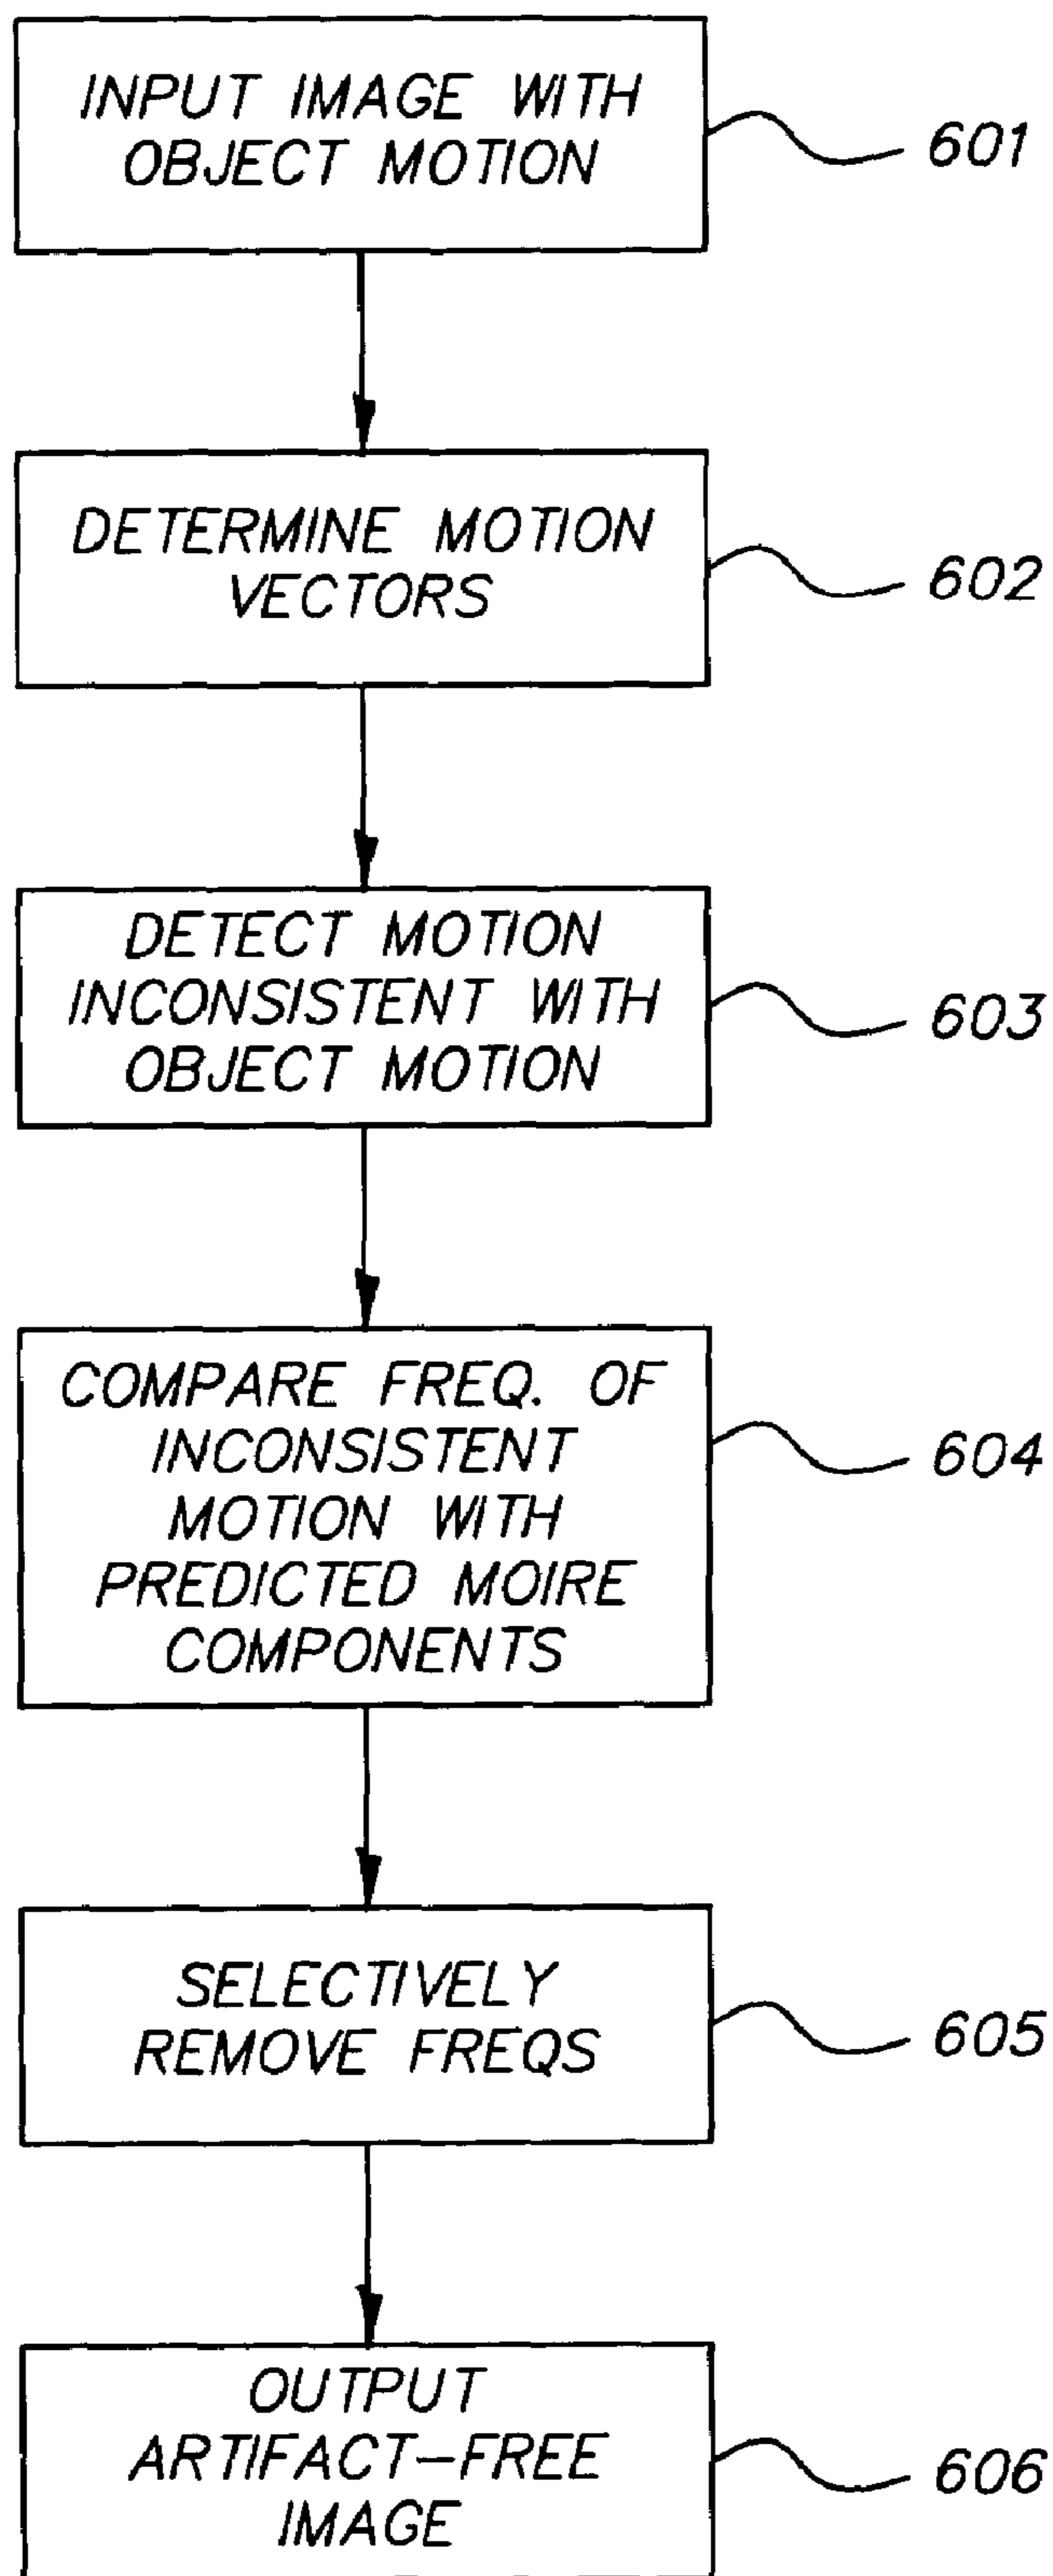 INPUT IMAGE WITH
OBJECT MOTION
601
DETERMINE MOTION
VECTORS
602
DETECT MOTION
INCONSISTENT WITH
OBJECT MOTION
603
COMPARE FREQ. OF
INCONSISTENT
MOTION WITH
PREDICTED MOIRE
COMPONENTS
604
SELECTIVELY
REMOVE FREQS
605
OUTPUT
ARTIFACT-FREE
IMAGE
606